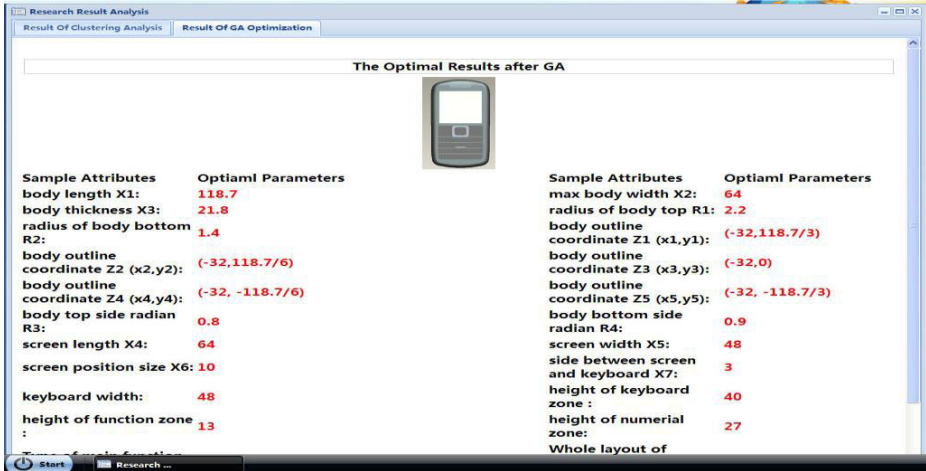 Research Result Analysis
Result Of Clustering Analysis
Result Of GA Optimization
The Optimal Results after GA
Sample Attributes Optiaml Parameters
body length X1: 118.7
body thickness X3: 21.8
radius of body bottom
R2: 1.4
body outline
coordinate Z2 (x2,y2): (-32,118.7/6)
body outline
coordinate Z4 (x4,y4): (-32, -118.7/6)
body top side radian
R3: 0.8
screen length X4: 64
screen position size X6: 10
keyboard width: 48
height of function zone
: 13
Type of main function
Sample Attributes Optiaml Parameters
max body width X2: 64
radius of body top R1: 2.2
body outline
coordinate Z1 (x1,y1): (-32,118.7/3)
body outline
coordinate Z3 (x3,y3): (-32,0)
body outline
coordinate Z5 (x5,y5): (-32, -118.7/3)
body bottom side
radian R4: 0.9
screen width X5: 48
side between screen
and keyboard X7: 3
height of keyboard
zone : 40
height of numerial
zone: 27
Whole layout of
Start
Research ...